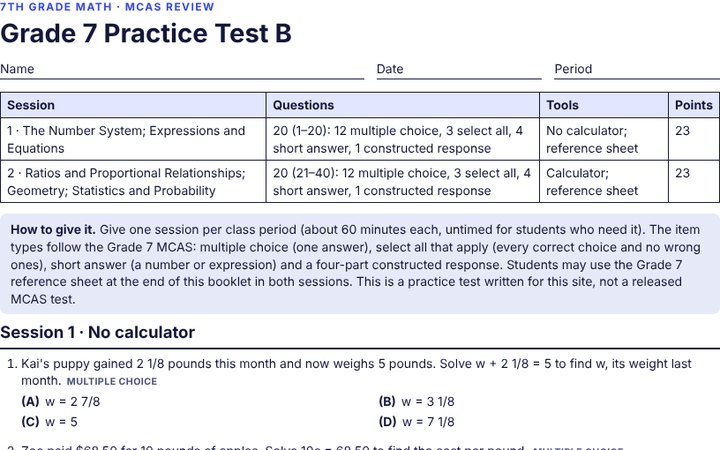 7TH GRADE MATH · MCAS REVIEW
Grade 7 Practice Test B
Name Date Period
Session Questions Tools Points
1 · The Number System; Expressions and Equations 20 (1–20): 12 multiple choice, 3 select all, 4 short answer, 1 constructed response No calculator; reference sheet 23
2 · Ratios and Proportional Relationships; Geometry; Statistics and Probability 20 (21–40): 12 multiple choice, 3 select all, 4 short answer, 1 constructed response Calculator; reference sheet 23
How to give it. Give one session per class period (about 60 minutes each, untimed for students who need it). The item
types follow the Grade 7 MCAS: multiple choice (one answer), select all that apply (every correct choice and no wrong
ones), short answer (a number or expression) and a four-part constructed response. Students may use the Grade 7
reference sheet at the end of this booklet in both sessions. This is a practice test written for this site, not a released
MCAS test.
Session 1 · No calculator
1. Kai's puppy gained 2 1/8 pounds this month and now weighs 5 pounds. Solve w + 2 1/8 = 5 to find w, its weight last
month. MULTIPLE CHOICE
(A) w = 2 7/8 (B) w = 3 1/8
(C) w = 5 (D) w = 7 1/8